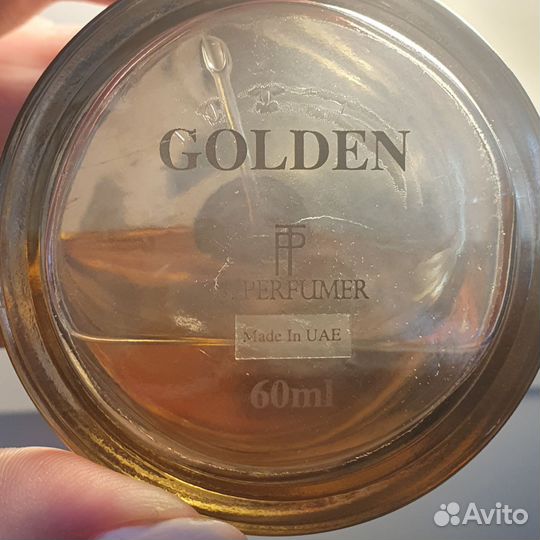 GOLDEN
PERFUMER
Made In UAE
60ml
Avito